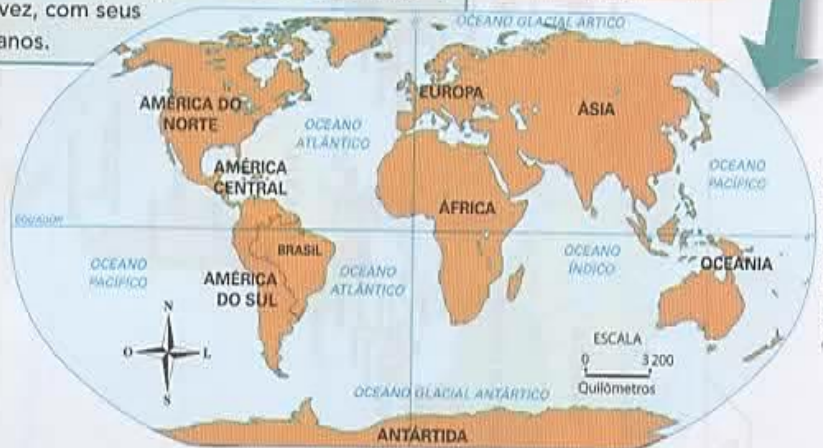 vez, com seus
anos.
OCEANO GLACIAL ÁRTICO
AMÉRICA DO
NORTE
EUROPA
ÁSIA
OCEANO
ATLÂNTICO
AMÉRICA
CENTRAL
OCEANO
PACÍFICO
ÁFRICA
EQUADOR
BRASIL
OCEANO
PACÍFICO
AMÉRICA
DO SUL
OCEANO
ATLÂNTICO
OCEANO
ÍNDICO
OCEANIA
N
O L
S
ESCALA
0 3 200
Quilômetros
OCEANO GLACIAL ANTÁRTICO
ANTÁRTIDA